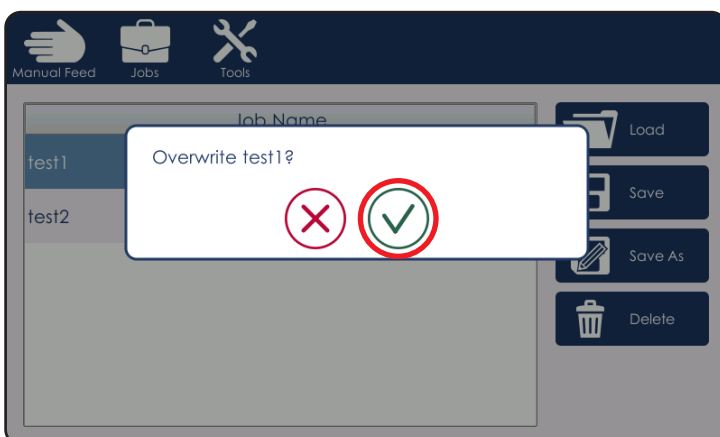 Manual Feed
Jobs
Tools
Job Name
test1
test2
Overwrite test1?
Load
Save
Save As
Delete